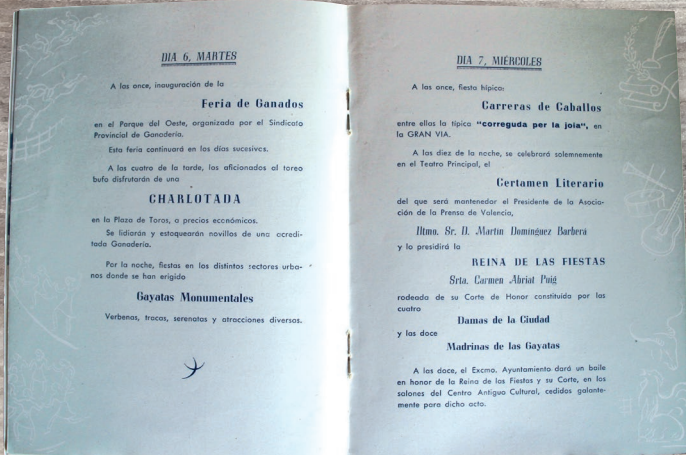 DIA 6, MARTES
A las once, inauguración de la
Feria de Ganados
en el Parque del Oeste, organizada por el Sindicato
Provincial de Ganadería.
Esta feria continuará en los días sucesivos.
A las cuatro de la tarde, los aficionados al toreo
bufo disfrutarán de una
CHARLOTADA
en la Plaza de Toros, a precios económicos.
Se lidiarán y estoquearán novillos de una acredi-
tada Ganadería.
Por la noche, fiestas en los distintos sectores urba-
nos donde se han erigido
Gayatas Monumentales
Verbenas, tracas, serenatas y atracciones diversas.
DIA 7, MIÉRCOLES
A las once, fiesta hípica:
Carreras de Caballos
entre ellas la típica "correguda per la joia", en
la GRAN VIA.
A las diez de la noche, se celebrará solemnemente
en el Teatro Principal, el
Certamen Literario
del que será mantenedor el Presidente de la Asocia-
ción de la Prensa de Valencia,
Iltmo. Sr. D. Martín Domínguez Barberá
y lo presidirá la
REINA DE LAS FIESTAS
Srta. Carmen Abriat Puig
rodeada de su Corte de Honor constituída por las
cuatro
Damas de la Ciudad
y las doce
Madrinas de las Gayatas
A las doce, el Excmo. Ayuntamiento dará un baile
en honor de la Reina de las Fiestas y su Corte, en los
salones del Centro Antiguo Cultural, cedidos galante-
mente para dicho acto.